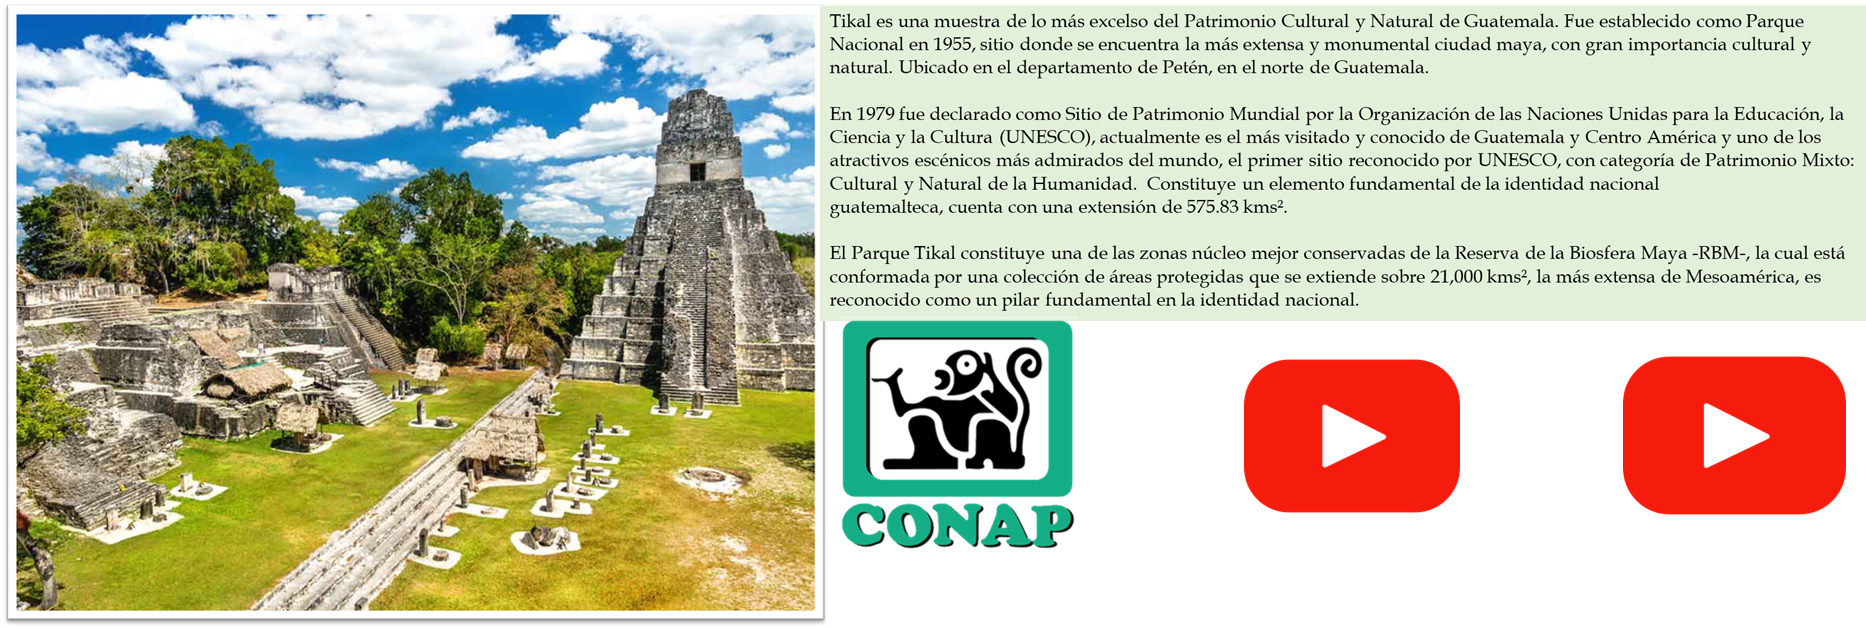 Tikal es una muestra de lo más excelso del Patrimonio Cultural y Natural de Guatemala. Fue establecido como Parque
Nacional en 1955, sitio donde se encuentra la más extensa y monumental ciudad maya, con gran importancia cultural y
natural. Ubicado en el departamento de Petén, en el norte de Guatemala.
En 1979 fue declarado como Sitio de Patrimonio Mundial por la Organización de las Naciones Unidas para la Educación, la
Ciencia y la Cultura (UNESCO), actualmente es el más visitado y conocido de Guatemala y Centro América y uno de los
atractivos escénicos más admirados del mundo, el primer sitio reconocido por UNESCO, con categoría de Patrimonio Mixto:
Cultural y Natural de la Humanidad.  Constituye un elemento fundamental de la identidad nacional
guatemalteca, cuenta con una extensión de 575.83 kms².
El Parque Tikal constituye una de las zonas núcleo mejor conservadas de la Reserva de la Biosfera Maya -RBM-, la cual está
conformada por una colección de áreas protegidas que se extiende sobre 21,000 kms², la más extensa de Mesoamérica, es
reconocido como un pilar fundamental en la identidad nacional.
CONAP